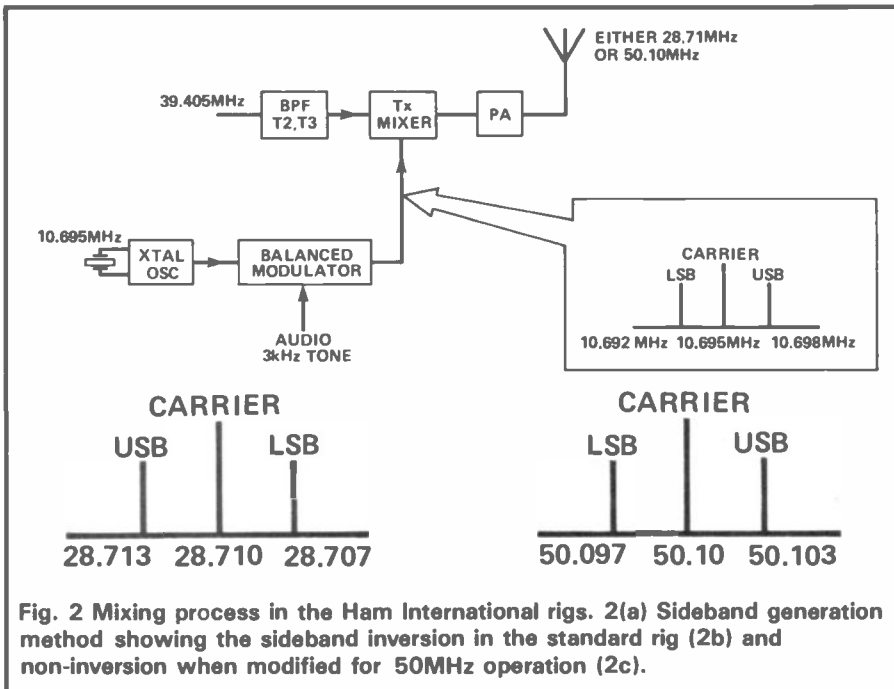 EITHER 28.71MHz
OR 50.10MHz
39.405MHz
BPF
T2,T3
Tx
MIXER
PA
10.695MHz
XTAL
OSC
BALANCED
MODULATOR
AUDIO
3kHz TONE
CARRIER
LSB USB
10.692 MHz 10.695MHz 10.698MHz
CARRIER
USB LSB
28.713 28.710 28.707
CARRIER
LSB USB
50.097 50.10 50.103
Fig. 2 Mixing process in the Ham International rigs. 2(a) Sideband generation
method showing the sideband inversion in the standard rig (2b) and
non-inversion when modified for 50MHz operation (2c).